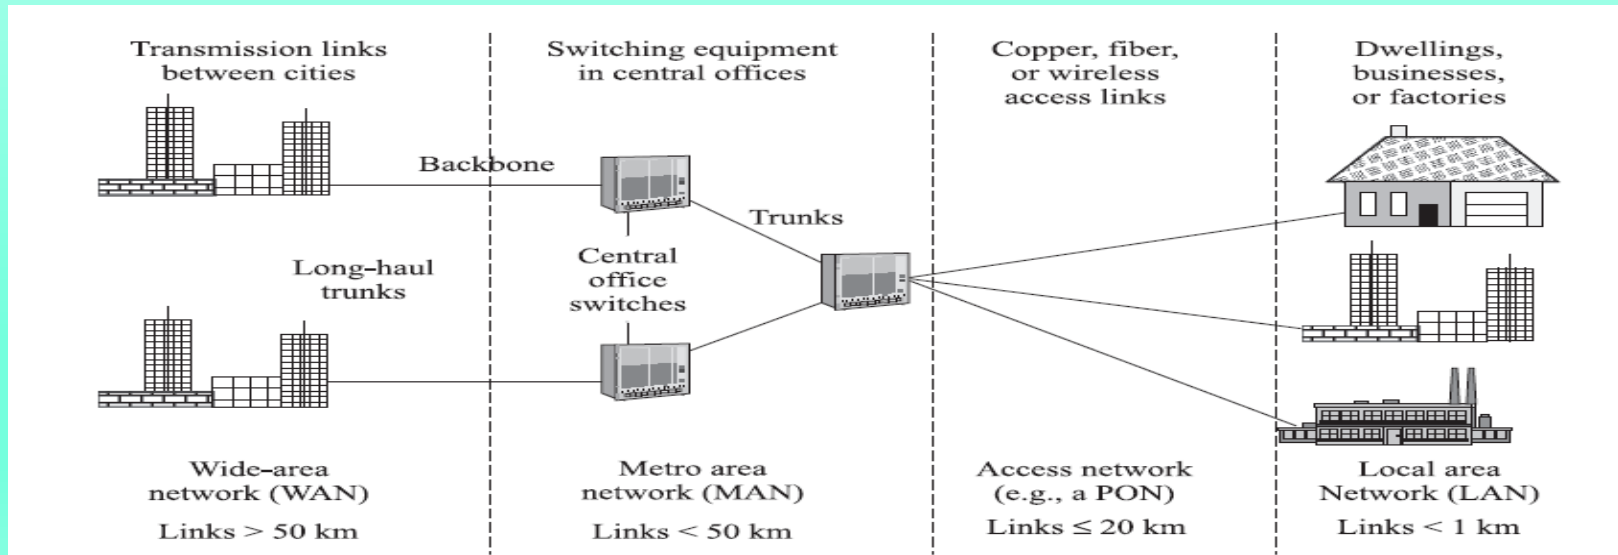 Transmission links
between cities
Switching equipment
in central offices
Copper, fiber,
or wireless
access links
Dwellings,
businesses,
or factories
Backbone
Trunks
Long-haul
trunks
Central
office
switches
Wide-area
network (WAN)
Links > 50 km
Metro area
network (MAN)
Links < 50 km
Access network
(e.g., a PON)
Links ≤ 20 km
Local area
Network (LAN)
Links < 1 km